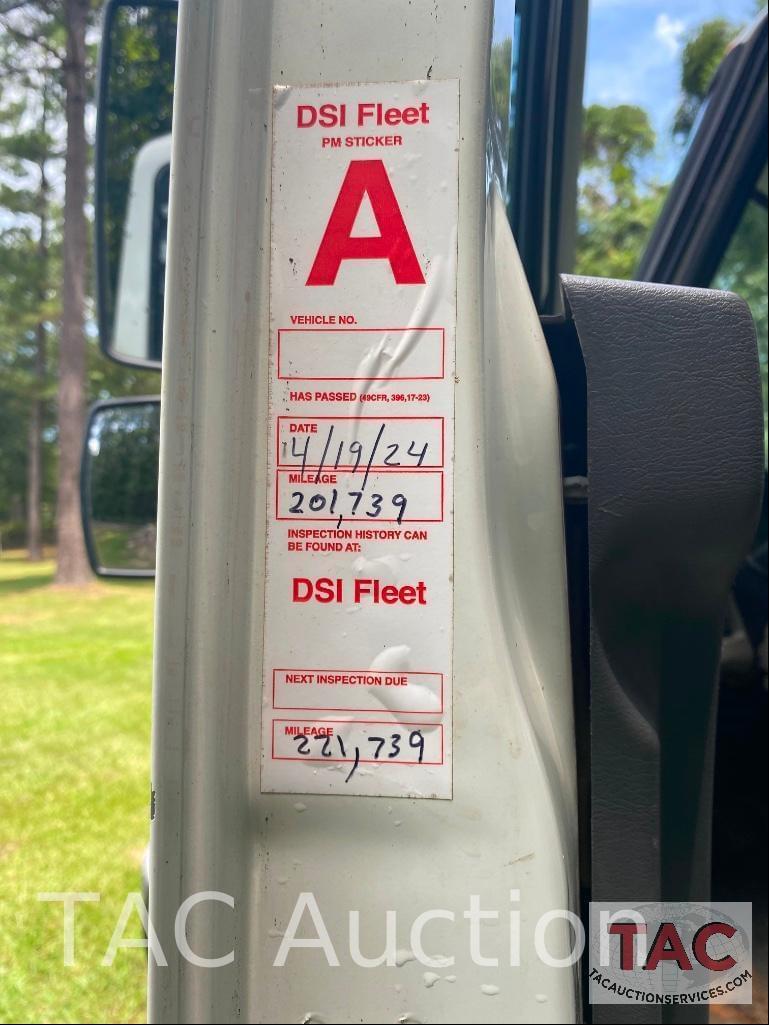 DSI Fleet
PM STICKER
A
VEHICLE NO.
HAS PASSED (49CFR, 396,17-23)
DATE
4/19/24
MILEAGE
201,739
INSPECTION HISTORY CAN
BE FOUND AT:
DSI Fleet
NEXT INSPECTION DUE
MILEAGE
221,739
TAC Auction
TAC
TACAUCTIONSERVICES.COM